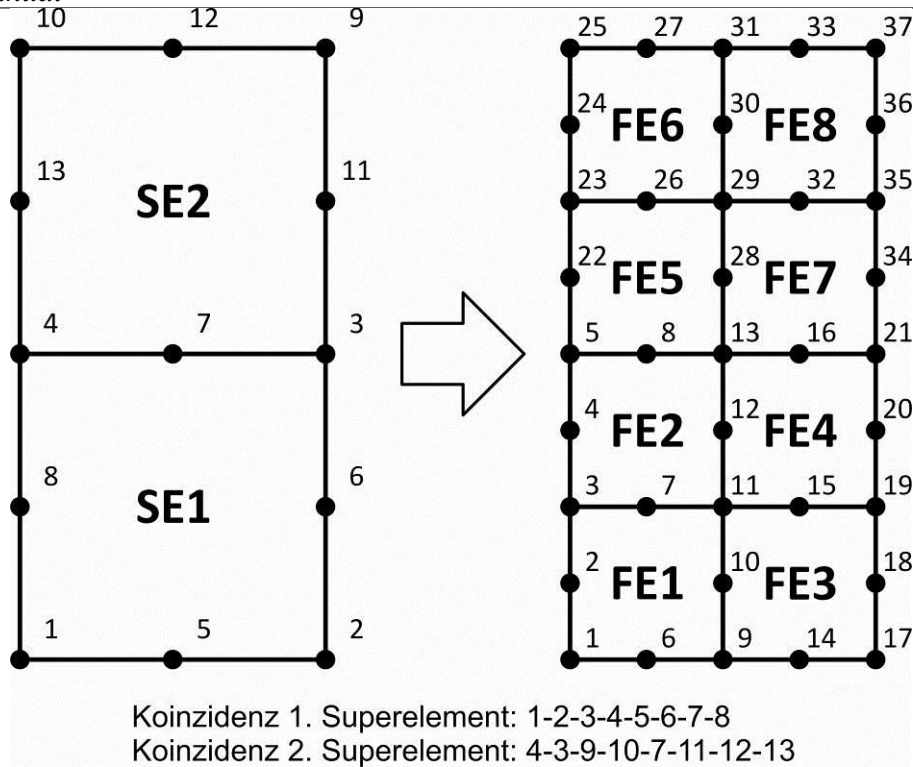 10 12 9 25 27 31 33 37
24 30 36
FE6 FE8
13 11 23 26 29 32 35
SE2
22 28 34
FE5 FE7
4 7 3 5 8 13 16 21
4 12 20
FE2 FE4
8 6 3 7 11 15 19
SE1
2 10 18
FE1 FE3
1 5 2 1 6 9 14 17
Koinzidenz 1. Superelement: 1-2-3-4-5-6-7-8
Koinzidenz 2. Superelement: 4-3-9-10-7-11-12-13